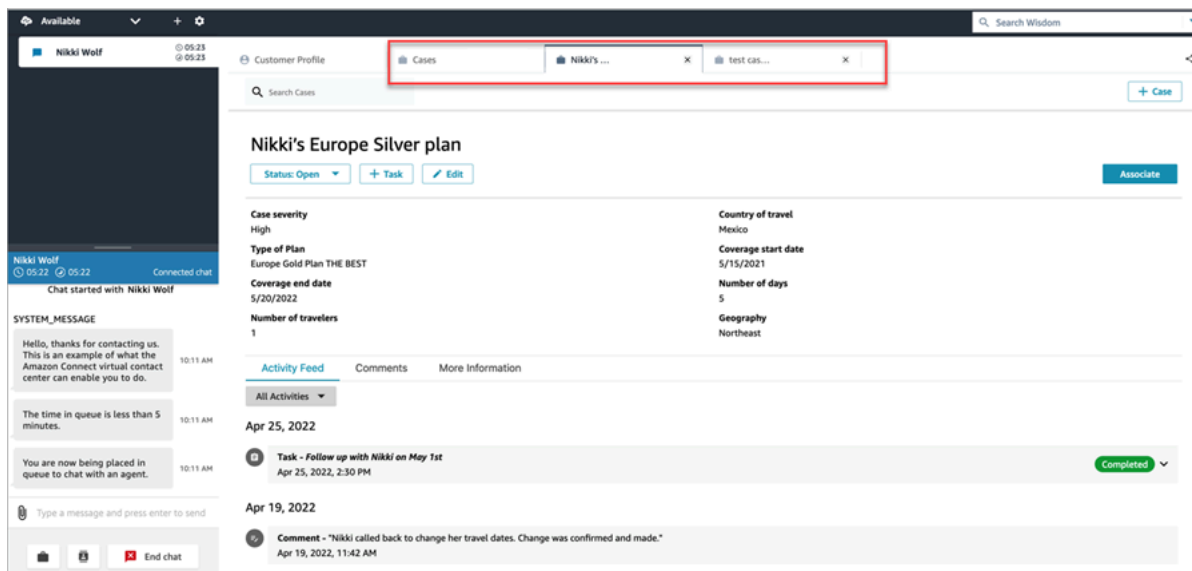 Available
Search Wisdom
Nikki Wolf
05:23
05:23
Customer Profile
Cases
Nikki's ...
test cas...
Search Cases
+ Case
Nikki's Europe Silver plan
Status: Open
+ Task
Edit
Associate
Case severity
High
Country of travel
Mexico
Type of Plan
Europe Gold Plan THE BEST
Coverage start date
5/15/2021
Coverage end date
5/20/2022
Number of days
5
Number of travelers
1
Geography
Northeast
Nikki Wolf
05:22 05:22 Connected chat
Chat started with Nikki Wolf
SYSTEM_MESSAGE
Hello, thanks for contacting us.
This is an example of what the
Amazon Connect virtual contact
center can enable you to do.
10:11 AM
The time in queue is less than 5
minutes.
10:11 AM
You are now being placed in
queue to chat with an agent.
10:11 AM
Type a message and press enter to send
End chat
Activity Feed Comments More Information
All Activities
Apr 25, 2022
Task - Follow up with Nikki on May 1st
Apr 25, 2022, 2:30 PM
Completed
Apr 19, 2022
Comment - "Nikki called back to change her travel dates. Change was confirmed and made."
Apr 19, 2022, 11:42 AM